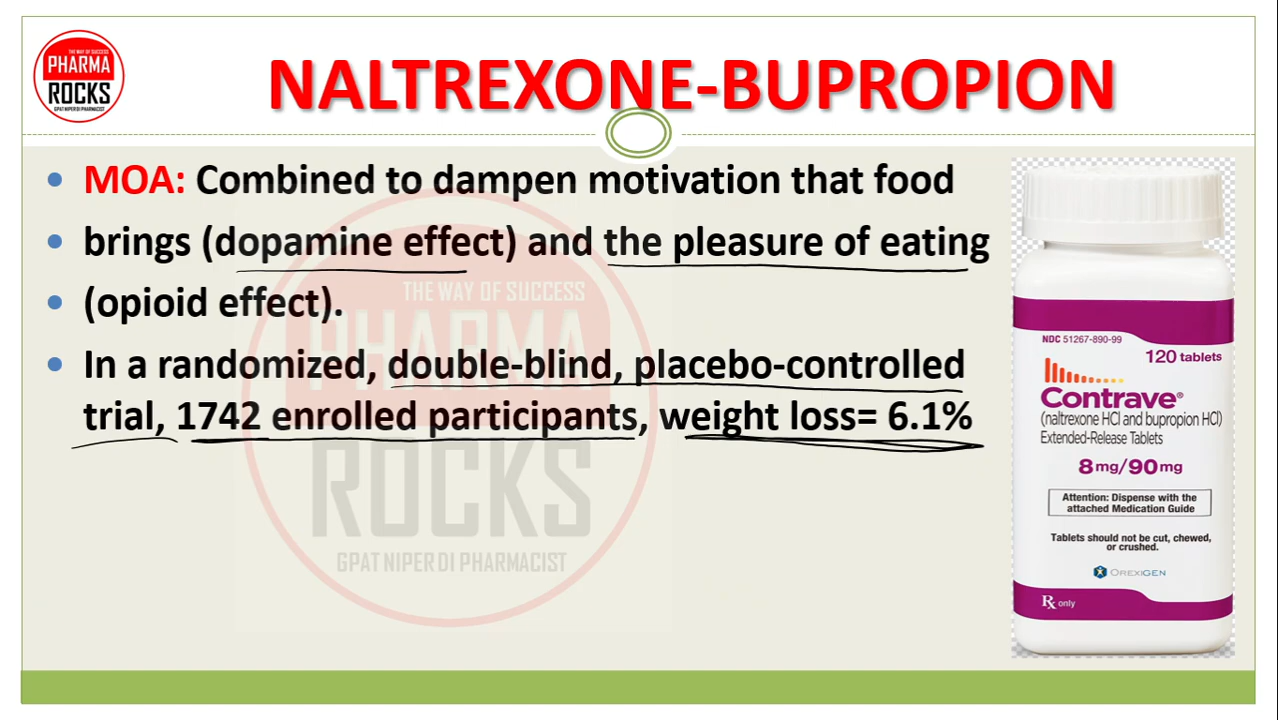 THE WAY OF SUCCESS
PHARMA
ROCKS
GPAT NIPER DI PHARMACIST
NALTREXONE-BUPROPION
MOA: Combined to dampen motivation that food
brings (dopamine effect) and the pleasure of eating
(opioid effect).
In a randomized, double-blind, placebo-controlled
trial, 1742 enrolled participants, weight loss= 6.1%
THE WAY OF SUCCESS
PHARMA
ROCKS
GPAT NIPER DI PHARMACIST
NDC 51267-890-99
120 tablets
Contrave®
(naltrexone HCl and bupropion HCl)
Extended-Release Tablets
8mg/90mg
Attention: Dispense with the
attached Medication Guide
Tablets should not be cut, chewed,
or crushed.
OREXIGEN
Rx only